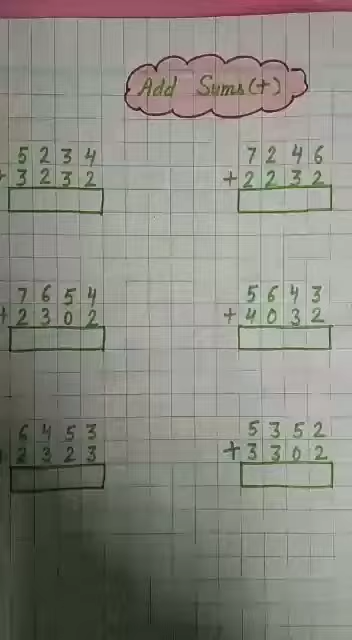 Add Sums (+)
5 2 3 4
+ 3 2 3 2
7 2 4 6
+ 2 2 3 2
7 6 5 4
+ 2 3 0 2
5 6 4 3
+ 4 0 3 2
6 4 5 3
2 3 2 3
5 3 5 2
+ 3 3 0 2